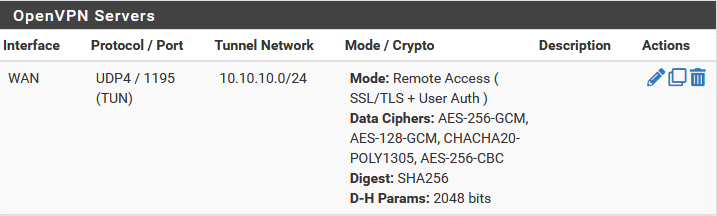 OpenVPN Servers
Interface Protocol / Port Tunnel Network Mode / Crypto Description Actions
WAN UDP4 / 1195 10.10.10.0/24 Mode: Remote Access (
(TUN) SSL/TLS + User Auth )
Data Ciphers: AES-256-GCM,
AES-128-GCM, CHACHA20-
POLY1305, AES-256-CBC
Digest: SHA256
D-H Params: 2048 bits